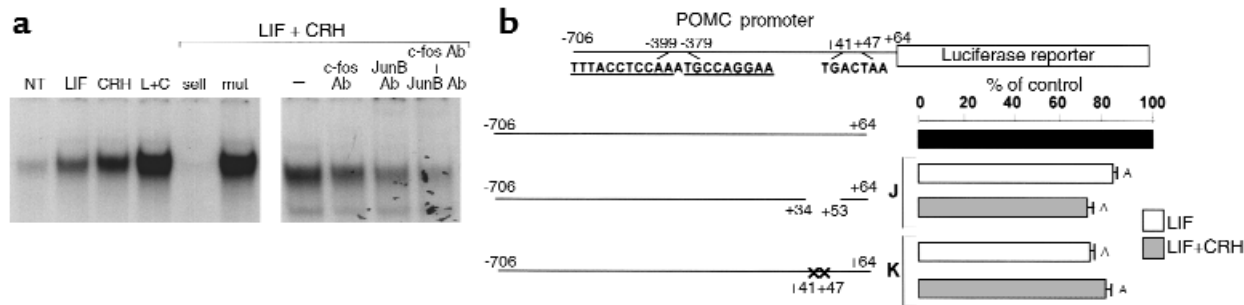 a
LIF + CRH
NT LIF CRH L+C self mut
– c-fos Ab JunB Ab c-fos Ab + JunB Ab
b
POMC promoter
-706 -399 -379 +41 +47 +64
TTTACCTCCAAATGCCAGGAA TGACTAA
Luciferase reporter
% of control
0 20 40 60 80 100
-706 +64
-706 +64
+34 +53
J
A
A
-706 +64
+41 +47
K
A
A
LIF
LIF+CRH